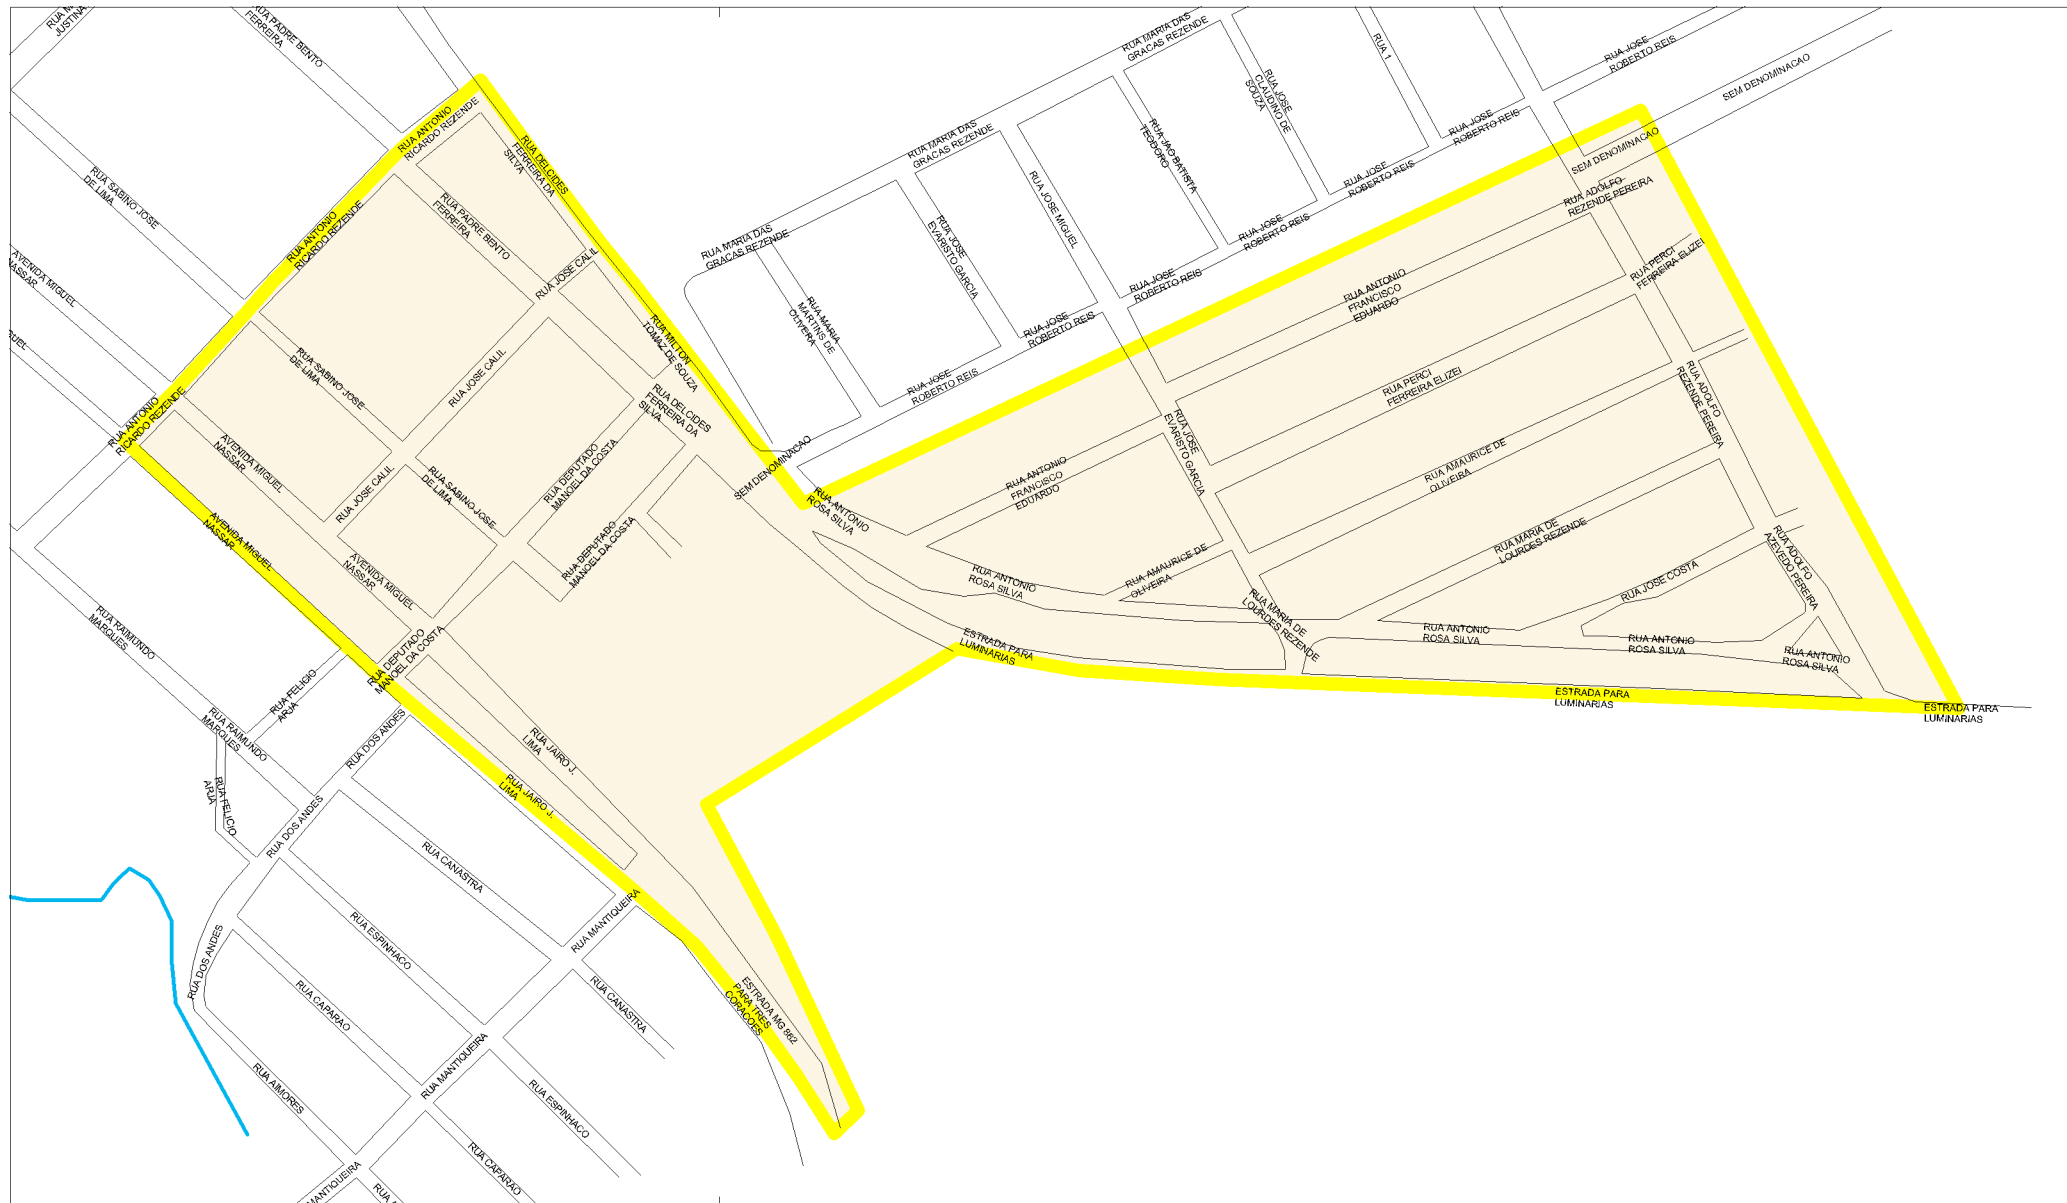 JUSTINA
RUA PADRE BENTO
FERREIRA
RUA MARIA DAS
GRACAS REZENDE
RUA 1
RUA JOSE
ROBERTO REIS
SEM DENOMINACAO
RUA JOSE
CLAUDINO DE
SOUZA
RUA ANTONIO
RICARDO REZENDE
RUA DELCIDES
FERREIRA DA
SILVA
RUA MARIA DAS
GRACAS REZENDE
RUA JAO BATISTA
TEODORO
RUA JOSE
ROBERTO REIS
SEM DENOMINACAO
RUA SABINO JOSE
DE LIMA
RUA JOSE MIGUEL
RUA JOSE
ROBERTO REIS
RUA ADOLFO
REZENDE PEREIRA
RUA ANTONIO
RICARDO REZENDE
RUA PADRE BENTO
FERREIRA
RUA MARIA DAS
GRACAS REZENDE
RUA JOSE
EVARISTO GARCIA
RUA JOSE
ROBERTO REIS
RUA PERCI
FERREIRA ELIZEI
AVENIDA MIGUEL
NASSAR
RUA JOSE CALIL
RUA JOSE
ROBERTO REIS
RUA ANTONIO
FRANCISCO
EDUARDO
GUEL
RUA MILTON
TOMAZ DE SOUZA
RUA MARIA
MARTINS DE
OLIVEIRA
RUA JOSE
ROBERTO REIS
RUA SABINO JOSE
DE LIMA
RUA JOSE CALIL
RUA JOSE
ROBERTO REIS
RUA PERCI
FERREIRA ELIZEI
RUA ADOLFO
REZENDE PEREIRA
RUA ANTONIO
RICARDO REZENDE
RUA DELCIDES
FERREIRA DA
SILVA
RUA JOSE
EVARISTO GARCIA
AVENIDA MIGUEL
NASSAR
RUA JOSE CALIL
RUA SABINO JOSE
DE LIMA
RUA DEPUTADO
MANOEL DA COSTA
SEM DENOMINACAO
RUA ANTONIO
FRANCISCO
EDUARDO
RUA AMAURICE DE
OLIVEIRA
RUA ANTONIO
ROSA SILVA
AVENIDA MIGUEL
NASSAR
RUA DEPUTADO
MANOEL DA COSTA
RUA MARIA DE
LOURDES REZENDE
AVENIDA MIGUEL
NASSAR
RUA ANTONIO
ROSA SILVA
RUA AMAURICE DE
OLIVEIRA
RUA JOSE COSTA
RUA ADOLFO
AZEVEDO PEREIRA
RUA RAIMUNDO
MARQUES
RUA DEPUTADO
MANOEL DA COSTA
ESTRADA PARA
LUMINARIAS
RUA MARIA DE
LOURDES REZENDE
RUA ANTONIO
ROSA SILVA
RUA ANTONIO
ROSA SILVA
RUA ANTONIO
ROSA SILVA
RUA FELICIO
ARJA
ESTRADA PARA
LUMINARIAS
ESTRADA PARA
LUMINARIAS
RUA RAIMUNDO
MARQUES
RUA DOS ANDES
RUA JAIRO J.
LIMA
RUA FELICIO
ARJA
RUA DOS ANDES
RUA JAIRO J.
LIMA
RUA CANASTRA
RUA ESPINHACO
RUA MANTIQUEIRA
RUA DOS ANDES
RUA CAPARAO
RUA CANASTRA
ESTRADA MG 862
PARA TRES
CORACOES
RUA MANTIQUEIRA
RUA AIMORES
RUA ESPINHACO
RUA CAPARAO
MANTIQUEIRA